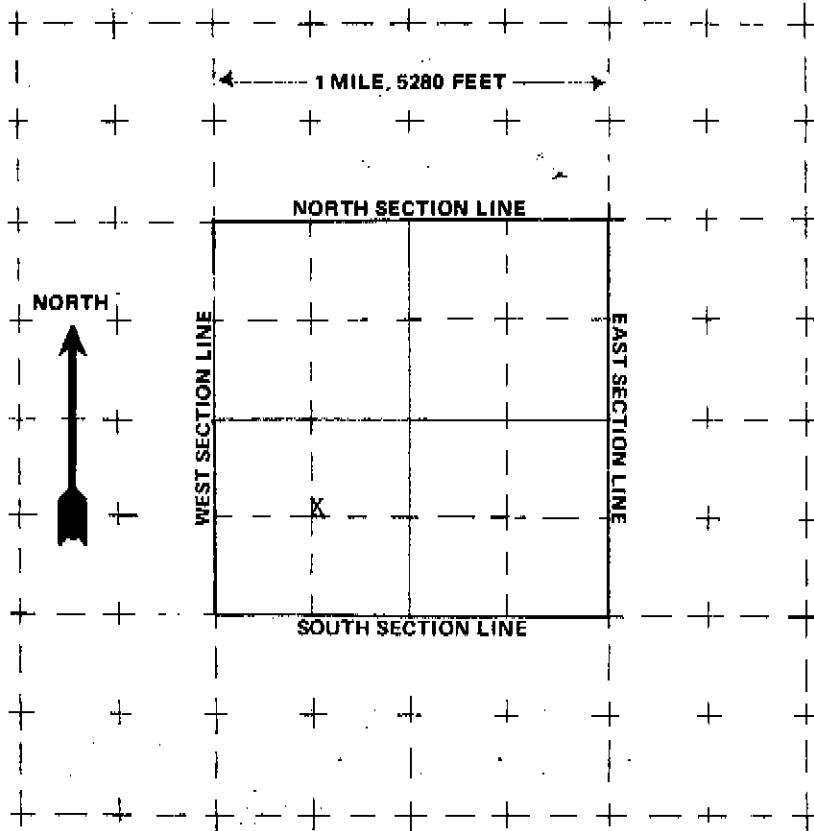 1 MILE, 5280 FEET
NORTH SECTION LINE
NORTH
WEST SECTION LINE
EAST SECTION LINE
X
SOUTH SECTION LINE